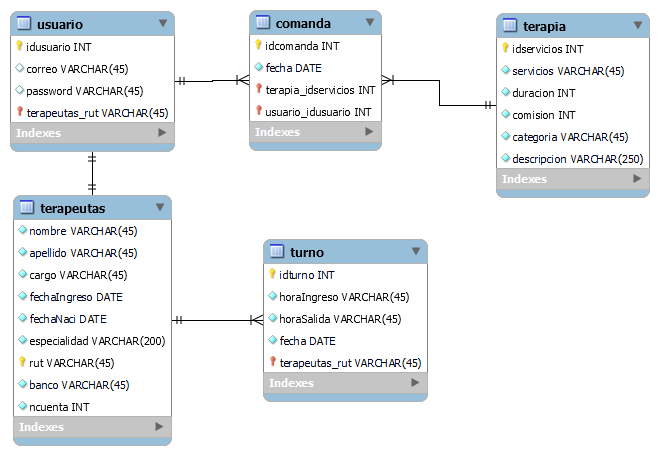 usuario
idusuario INT
correo VARCHAR(45)
password VARCHAR(45)
terapeutas_rut VARCHAR(45)
Indexes
comanda
idcomanda INT
fecha DATE
terapia_idservicios INT
usuario_idusuario INT
Indexes
terapia
idservicios INT
servicios VARCHAR(45)
duracion INT
comision INT
categoria VARCHAR(45)
descripcion VARCHAR(250)
Indexes
terapeutas
nombre VARCHAR(45)
apellido VARCHAR(45)
cargo VARCHAR(45)
fechaIngreso DATE
fechaNaci DATE
especialidad VARCHAR(200)
rut VARCHAR(45)
banco VARCHAR(45)
ncuenta INT
Indexes
turno
idturno INT
horaIngreso VARCHAR(45)
horaSalida VARCHAR(45)
fecha DATE
terapeutas_rut VARCHAR(45)
Indexes